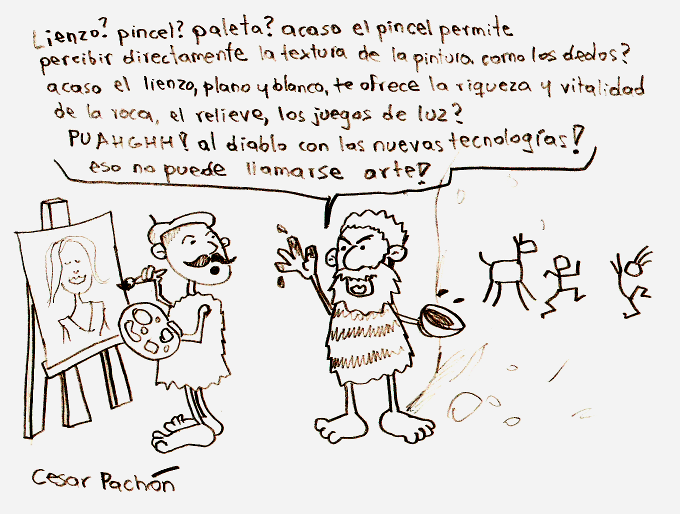 Lienzo? pincel? paleta? acaso el pincel permite
percibir directamente la textura de la pintura como los dedos?
acaso el lienzo, plano y blanco, te ofrece la riqueza y vitalidad
de la roca, el relieve, los juegos de luz?
PUAHGHH! al diablo con las nuevas tecnologías!
eso no puede llamarse arte!
Cesar Pachón